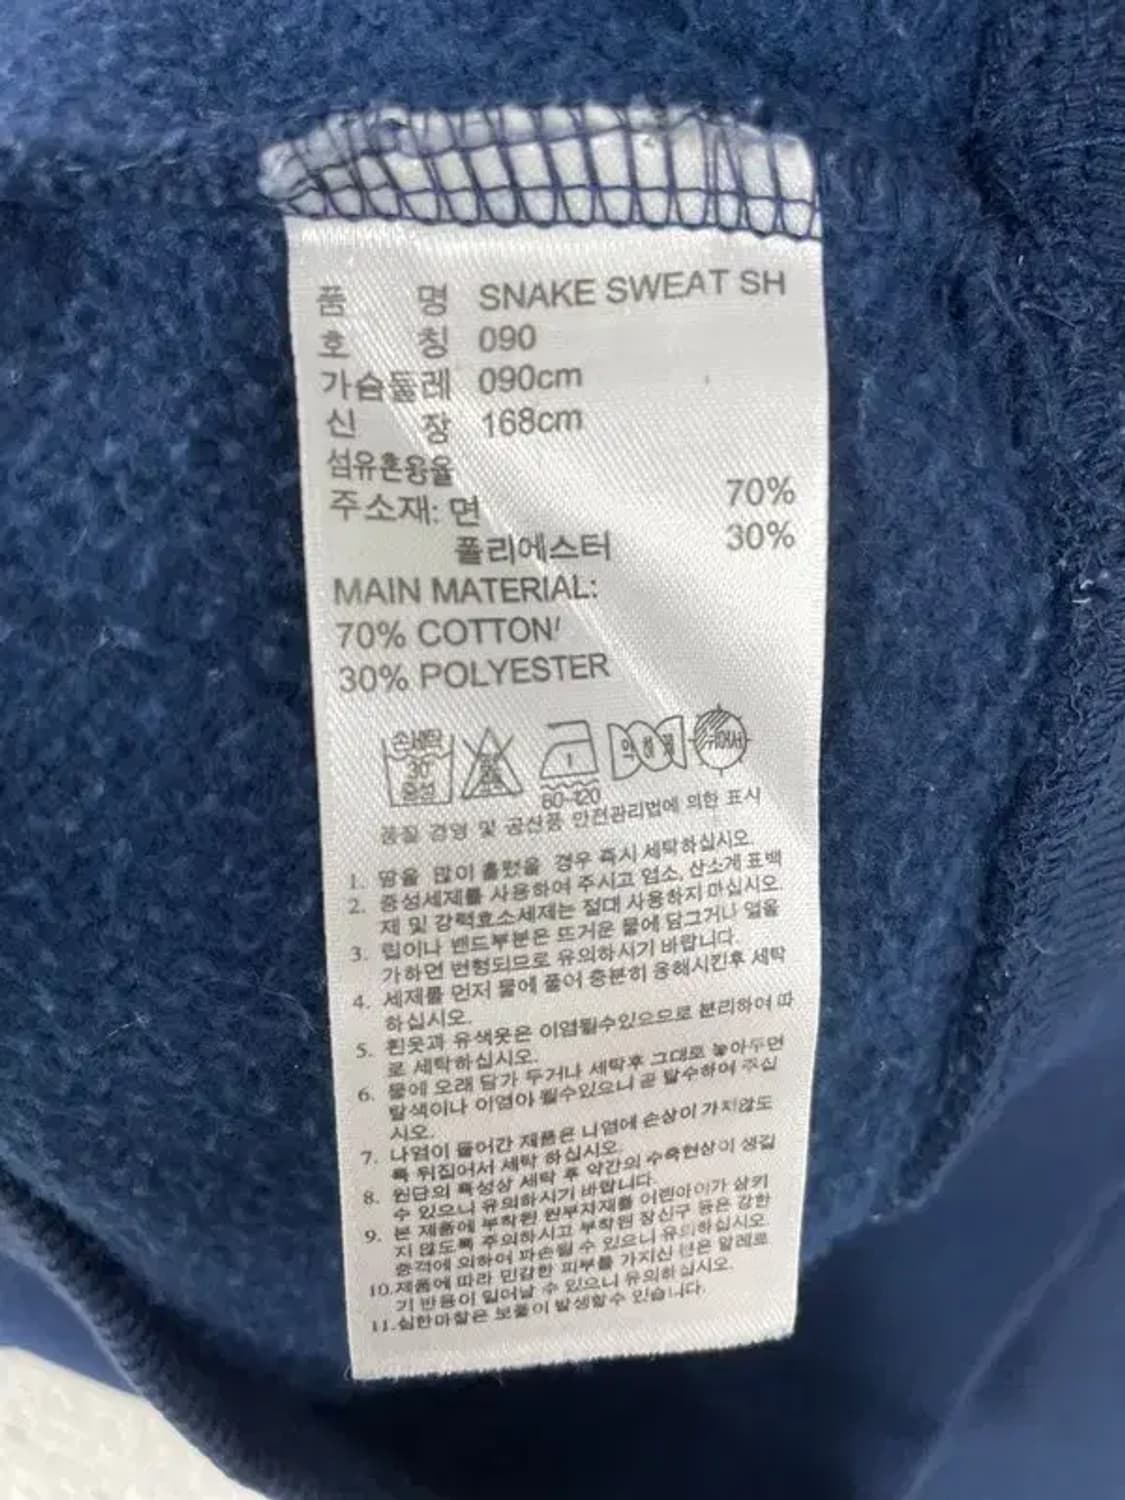 품 명 SNAKE SWEAT SH
호 칭 090
가슴둘레 090cm
신 장 168cm
섬유혼용율
주소재: 면 70%
폴리에스터 30%
MAIN MATERIAL:
70% COTTON
30% POLYESTER
손세탁 30° 중성
60~120
뉘어서
품질 경영 및 공산품 안전관리법에 의한 표시
1. 땀을 많이 흘렸을 경우 즉시 세탁하십시오.
2. 중성세제를 사용하여 주시고 염소, 산소계 표백
제 및 강력효소세제는 절대 사용하지 마십시오.
3. 립이나 밴드부분은 뜨거운 물에 담그거나 열을
가하면 변형되므로 유의하시기 바랍니다.
4. 세제를 먼저 물에 풀어 충분히 용해시킨후 세탁
하십시오.
5. 흰옷과 유색옷은 이염될수있으므로 분리하여 따
로 세탁하십시오.
6. 물에 오래 담가 두거나 세탁후 그대로 놓아두면
탈색이나 이염이 될수있으니 곧 탈수하여 주십
시오.
7. 나염이 들어간 제품은 나염에 손상이 가지않도
록 뒤집어서 세탁 하십시오.
8. 원단의 특성상 세탁 후 약간의 수축현상이 생길
수 있으니 유의하시기 바랍니다.
9. 본 제품에 부착된 원부자재를 어린아이가 삼키
지 않도록 주의하시고 부착된 장신구 등은 강한
충격에 의하여 파손될 수 있으니 유의하십시오.
10.제품에 따라 민감한 피부를 가지신 분은 알레르
기 반응이 일어날 수 있으니 유의하십시오.
11.심한마찰은 보풀이 발생할수 있습니다.